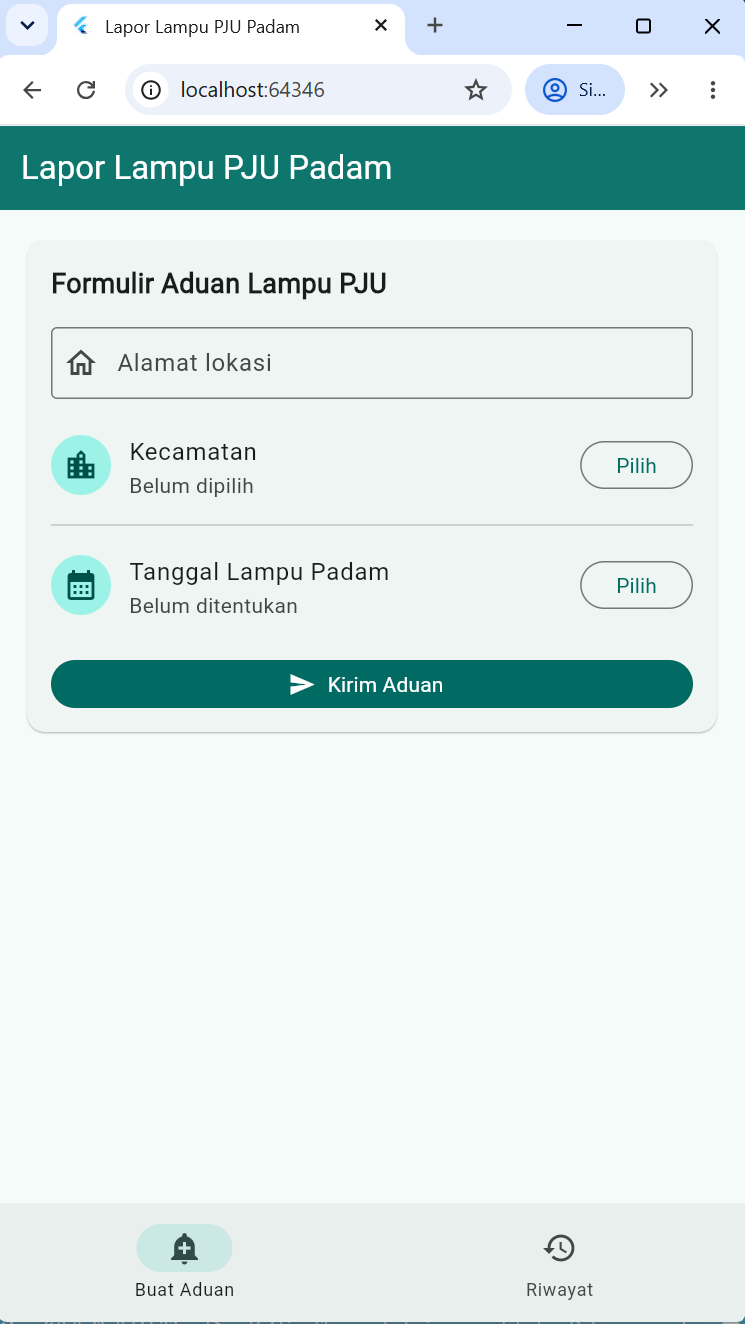 Lapor Lampu PJU Padam
localhost:64346
Si...
Lapor Lampu PJU Padam
Formulir Aduan Lampu PJU
Alamat lokasi
Kecamatan
Belum dipilih
Pilih
Tanggal Lampu Padam
Belum ditentukan
Pilih
Kirim Aduan
Buat Aduan
Riwayat